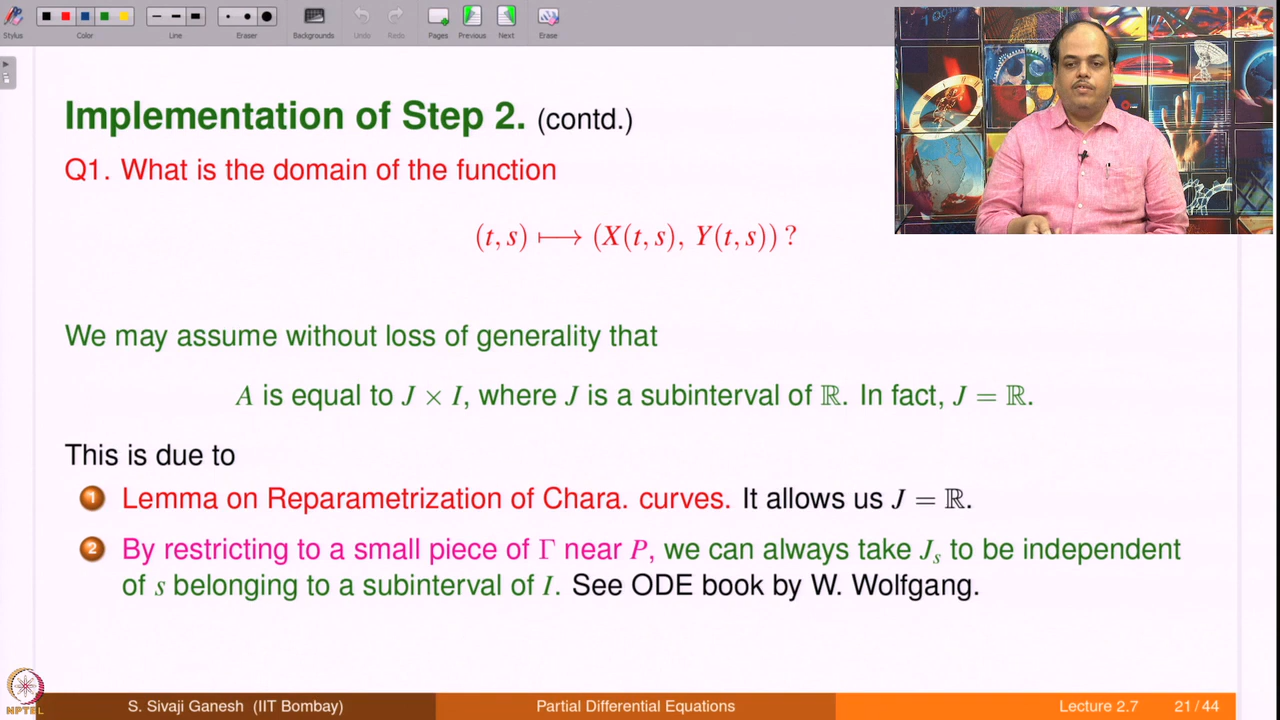 Stylus Color Line Eraser Backgrounds Undo Redo Pages Previous Next Erase
Implementation of Step 2. (contd.)
Q1. What is the domain of the function
(t, s) ⟼ (X(t, s), Y(t, s)) ?
We may assume without loss of generality that
A is equal to J × I, where J is a subinterval of ℝ. In fact, J = ℝ.
This is due to
1 Lemma on Reparametrization of Chara. curves. It allows us J = ℝ.
2 By restricting to a small piece of Γ near P, we can always take Jₛ to be independent
of s belonging to a subinterval of I. See ODE book by W. Wolfgang.
NPTEL
S. Sivaji Ganesh (IIT Bombay) Partial Differential Equations Lecture 2.7 21 / 44